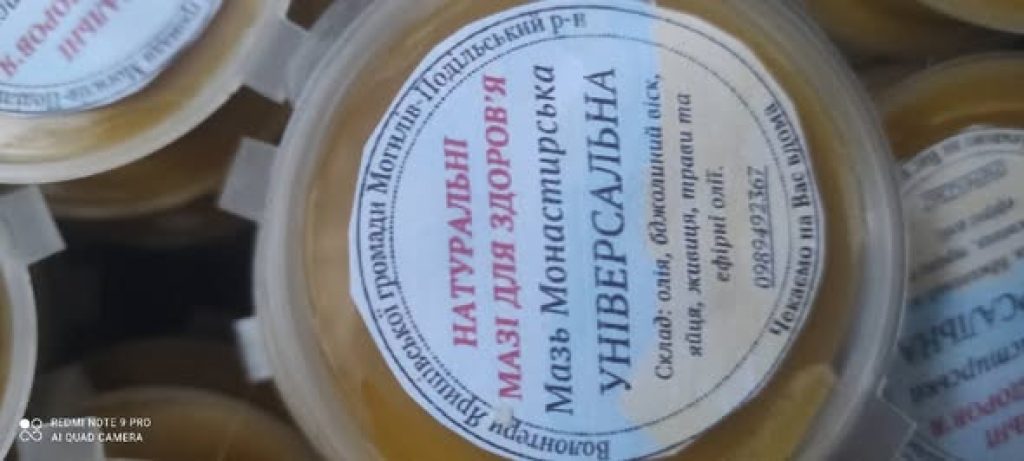 Волонтери Яришівської громади Могилів-Подільський р-н
НАТУРАЛЬНІ
МАЗІ ДЛЯ ЗДОРОВ'Я
Мазь Монастирська
УНІВЕРСАЛЬНА
Склад: олія, бджолиний віск,
яйця, живиця, трави та
ефірні олії.
0989492367
Чекаємо на Вас вдома
REDMI NOTE 9 PRO
AI QUAD CAMERA